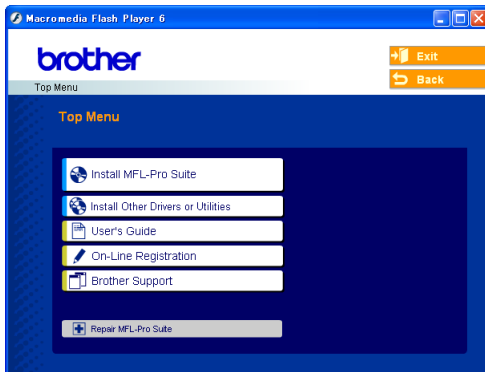 Macromedia Flash Player 6
brother
Exit
Back
Top Menu
Top Menu
Install MFL-Pro Suite
Install Other Drivers or Utilities
User's Guide
On-Line Registration
Brother Support
Repair MFL-Pro Suite